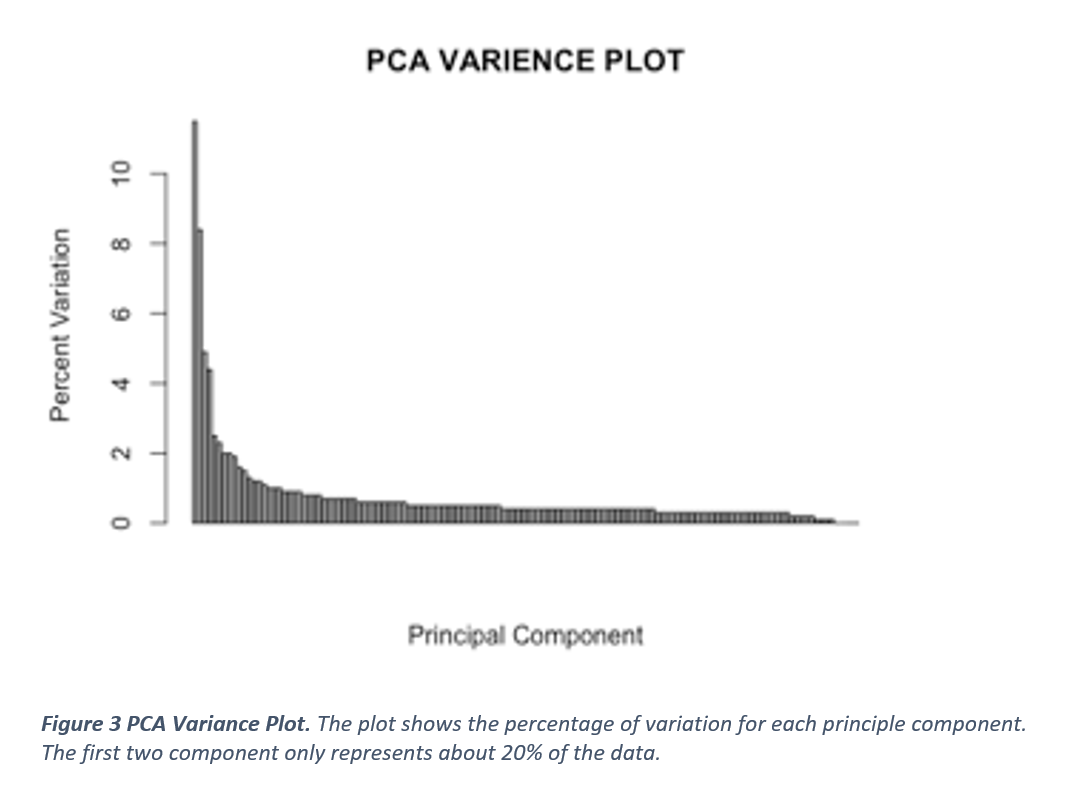 PCA VARIENCE PLOT
10
8
6
4
2
0
Percent Variation
Principal Component
Figure 3 PCA Variance Plot. The plot shows the percentage of variation for each principle component.
The first two component only represents about 20% of the data.